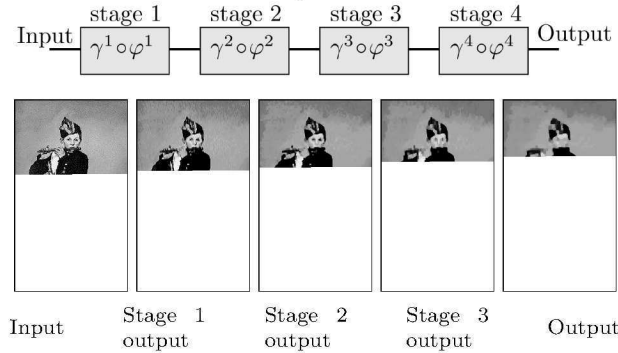 stage 1 stage 2 stage 3 stage 4
Input γ¹∘φ¹ γ²∘φ² γ³∘φ³ γ⁴∘φ⁴ Output
Input Stage 1 output Stage 2 output Stage 3 output Output